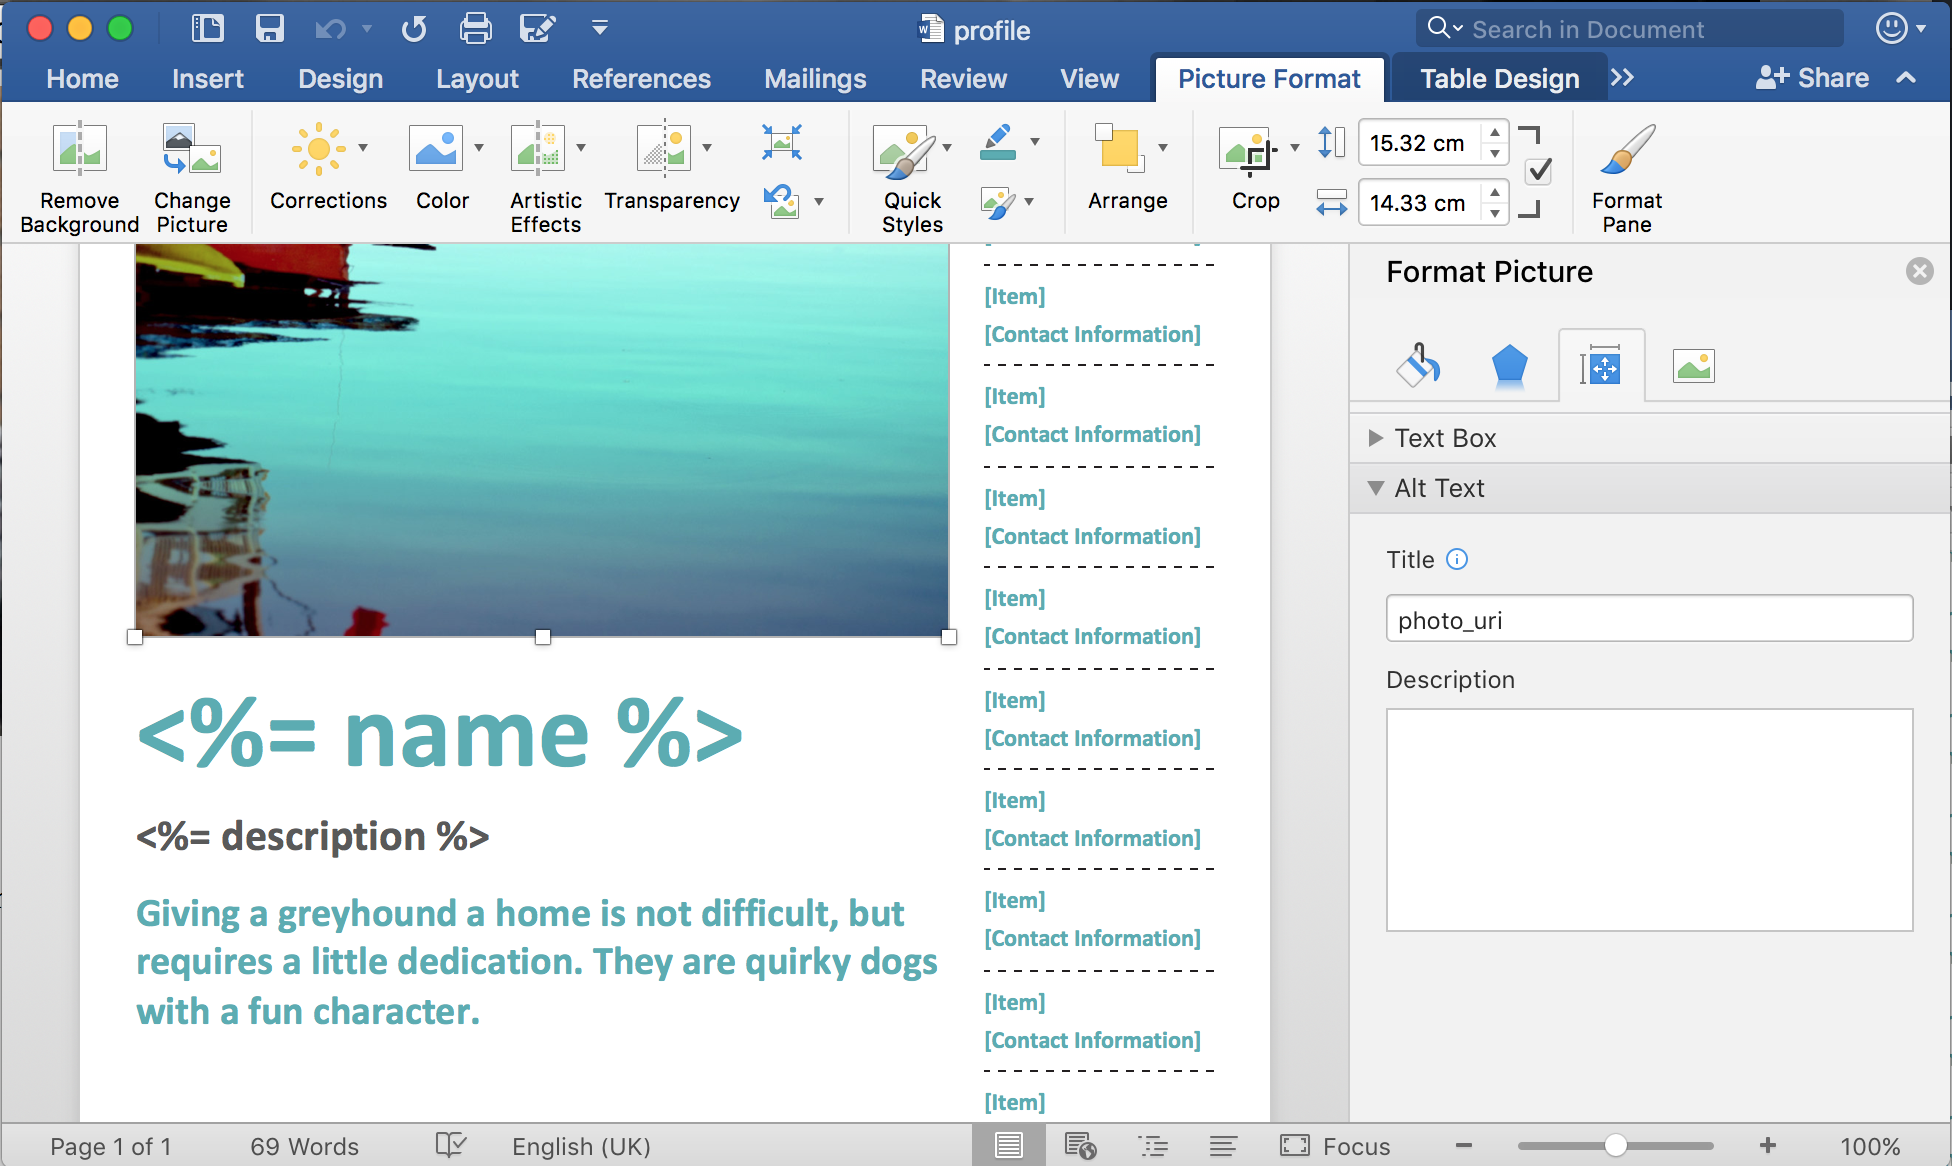 profile
Search in Document
Home
Insert
Design
Layout
References
Mailings
Review
View
Picture Format
Table Design
Share
Remove
Background
Change
Picture
Corrections
Color
Artistic
Effects
Transparency
Quick
Styles
Arrange
Crop
15.32 cm
14.33 cm
Format
Pane
<%= name %>
<%= description %>
Giving a greyhound a home is not difficult, but
requires a little dedication. They are quirky dogs
with a fun character.
[Item]
[Contact Information]
[Item]
[Contact Information]
[Item]
[Contact Information]
[Item]
[Contact Information]
[Item]
[Contact Information]
[Item]
[Contact Information]
[Item]
[Contact Information]
[Item]
[Contact Information]
[Item]
Format Picture
Text Box
Alt Text
Title
photo_uri
Description
Page 1 of 1
69 Words
English (UK)
Focus
100%